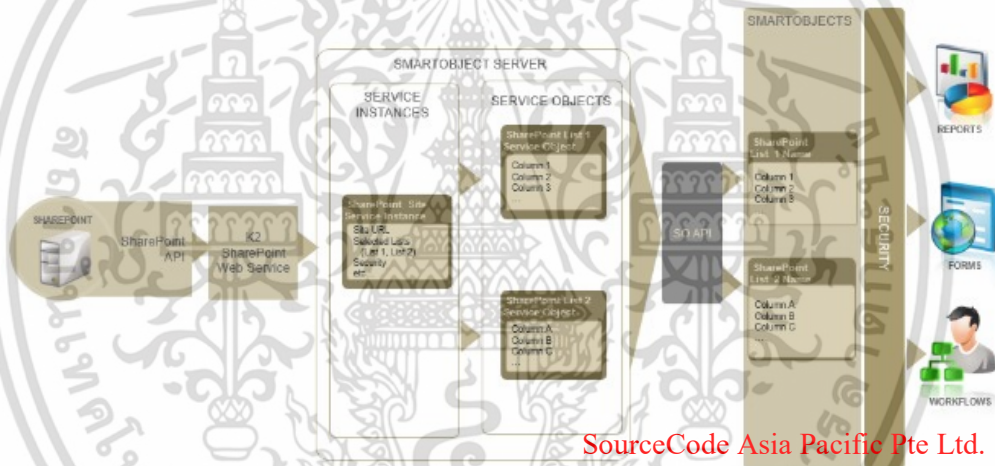 SHAREPOINT
SharePoint
API
K2
SharePoint
Web Service
SMARTOBJECT SERVER
SERVICE
INSTANCES
SharePoint Site
Service Instance
Site URL
Selected Lists
(List 1, List 2)
Security
etc
SERVICE OBJECTS
SharePoint List 1
Service Object
Column 1
Column 2
Column 3
...
SharePoint List 2
Service Object
Column A
Column B
Column C
...
SO API
SMARTOBJECTS
SharePoint
List 1 Name
Column 1
Column 2
Column 3
...
SharePoint
List 2 Name
Column A
Column B
Column C
...
SECURITY
REPORTS
FORMS
WORKFLOWS
SourceCode Asia Pacific Pte Ltd.